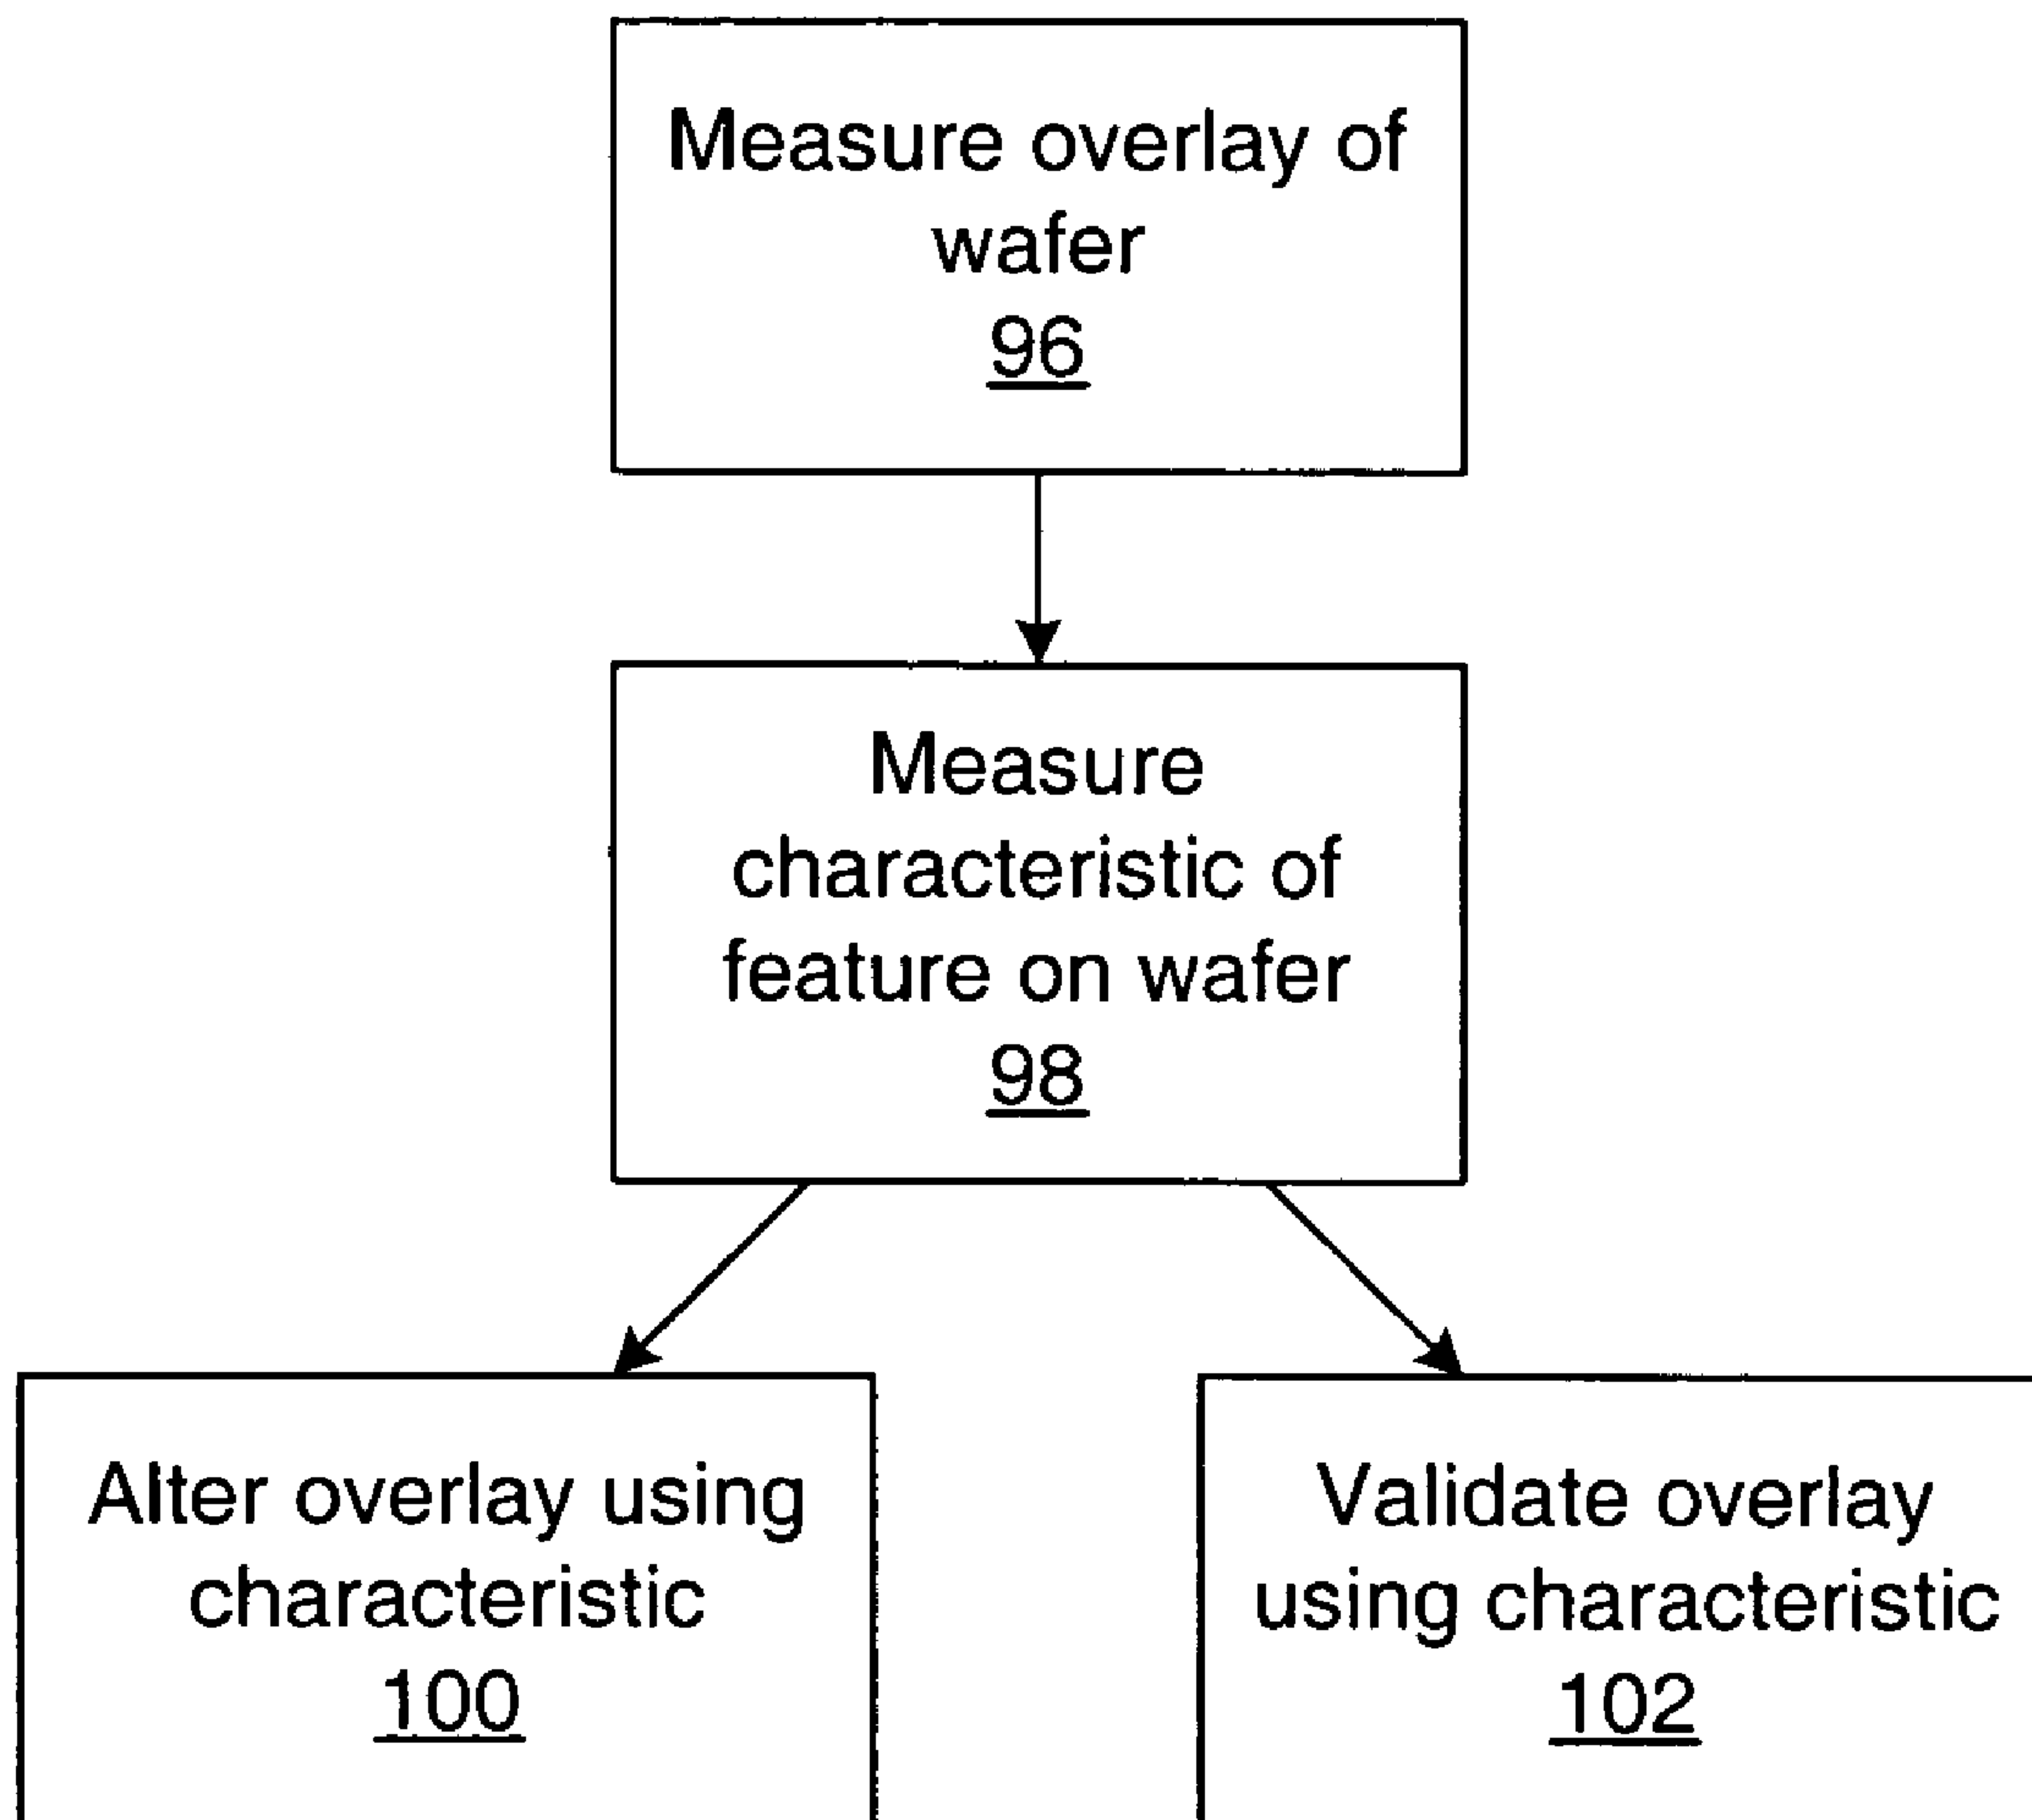 Measure overlay of
wafer
96
Measure
characteristic of
feature on wafer
98
Alter overlay using
characteristic
100
Validate overlay
using characteristic
102